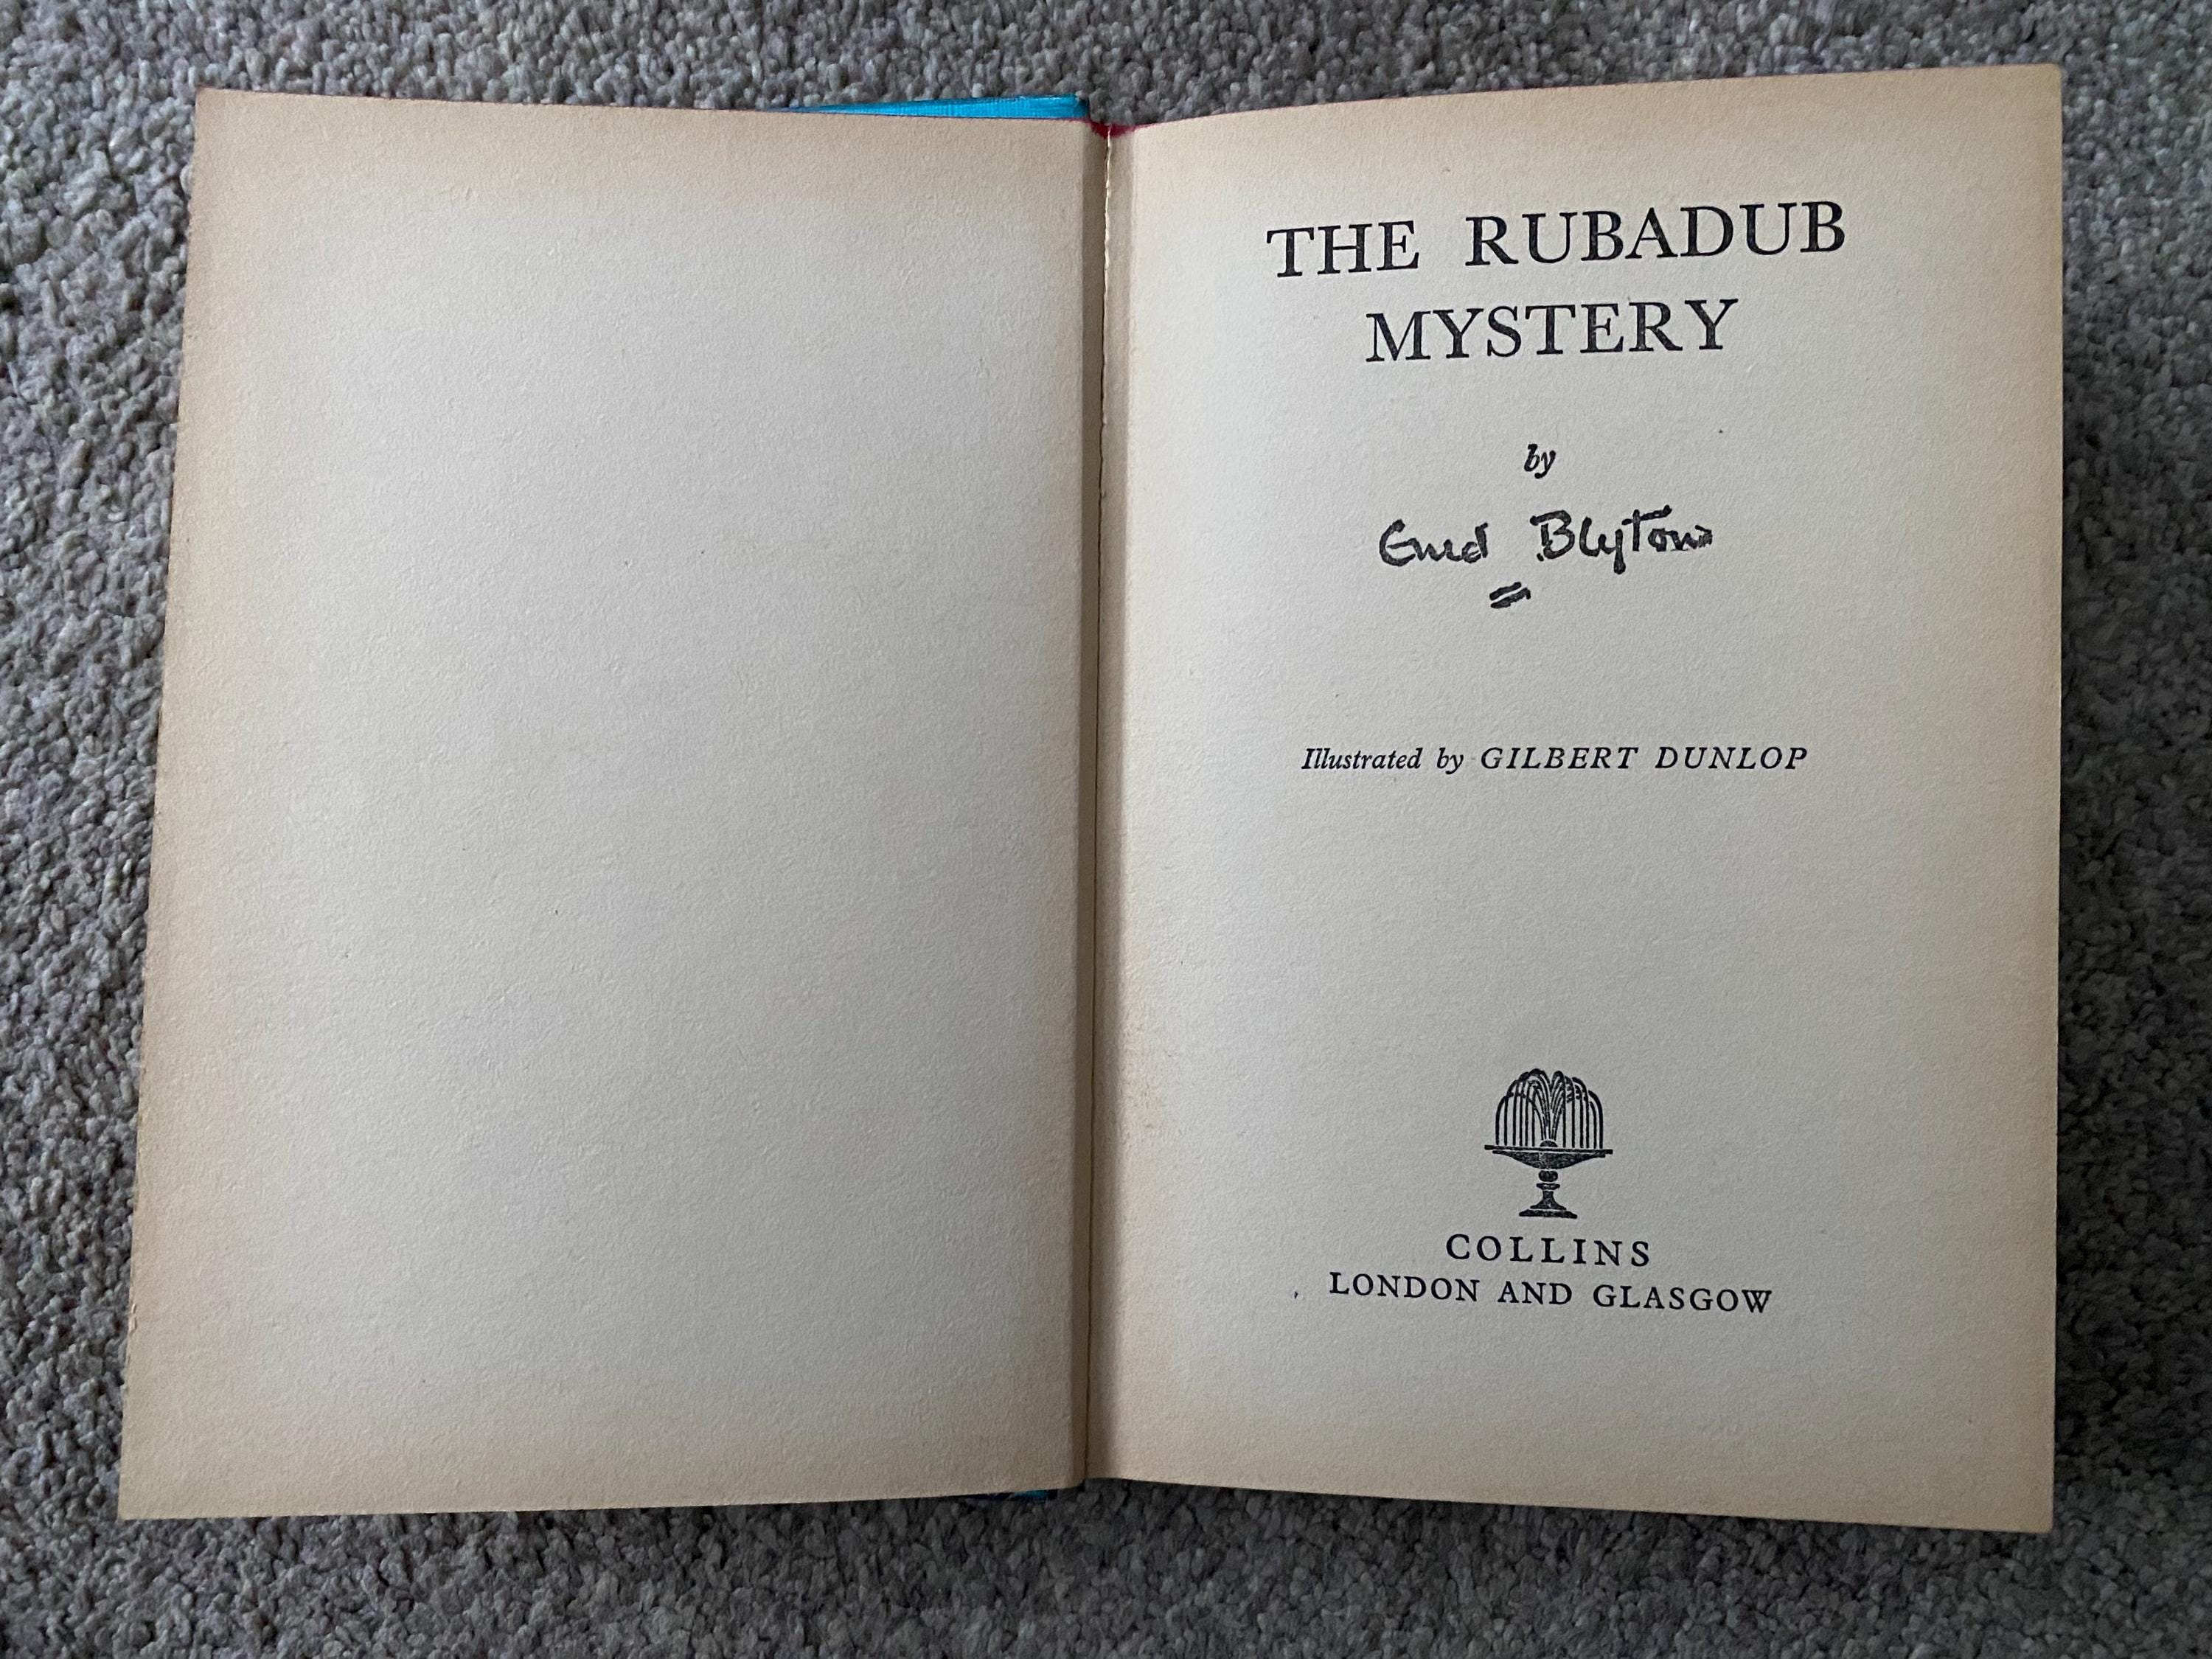 THE RUBADUB
MYSTERY
by
Enid Blyton
Illustrated by GILBERT DUNLOP
COLLINS
LONDON AND GLASGOW